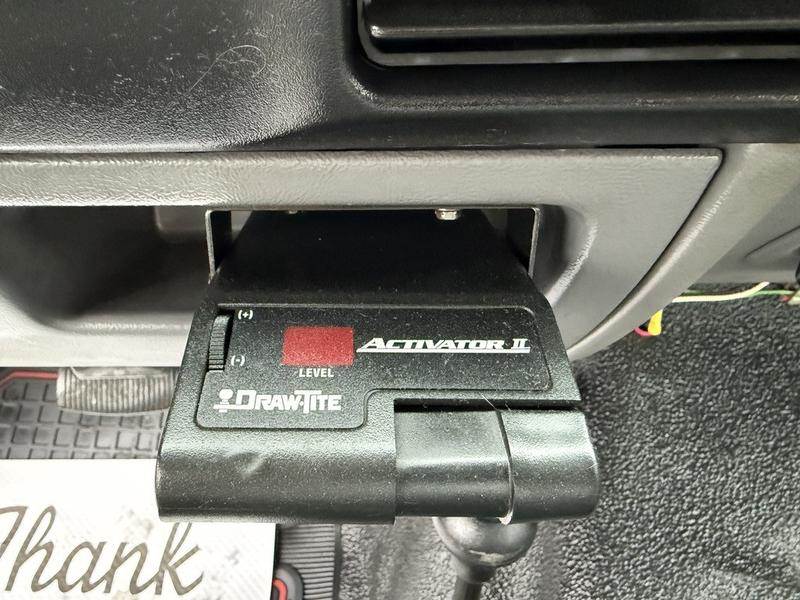 (+)
ACTIVATOR II
(-)
LEVEL
DRAW-TITE
Thank